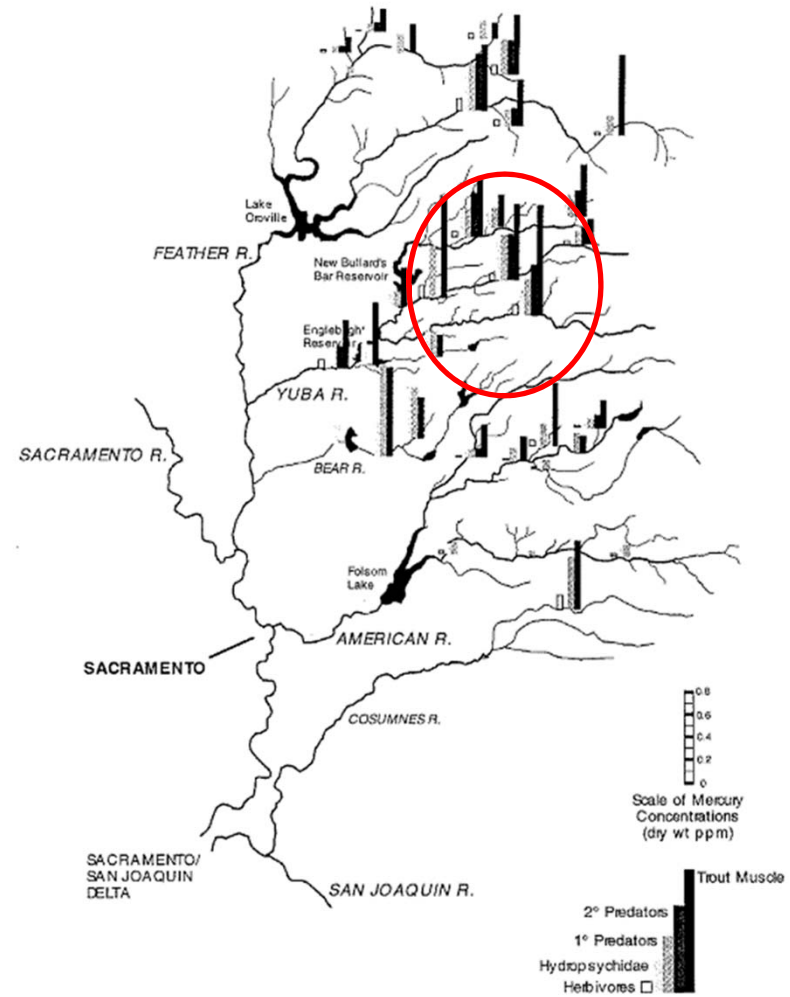 Lake
Oroville
FEATHER R.
New Bullard's
Bar Reservoir
Englebright
Reservoir
YUBA R.
SACRAMENTO R.
BEAR R.
Folsom
Lake
AMERICAN R.
SACRAMENTO
COSUMNES R.
0.8
0.6
0.4
0.2
0
Scale of Mercury
Concentrations
(dry wt ppm)
SACRAMENTO/
SAN JOAQUIN
DELTA
SAN JOAQUIN R.
Trout Muscle
2° Predators
1° Predators
Hydropsychidae
Herbivores